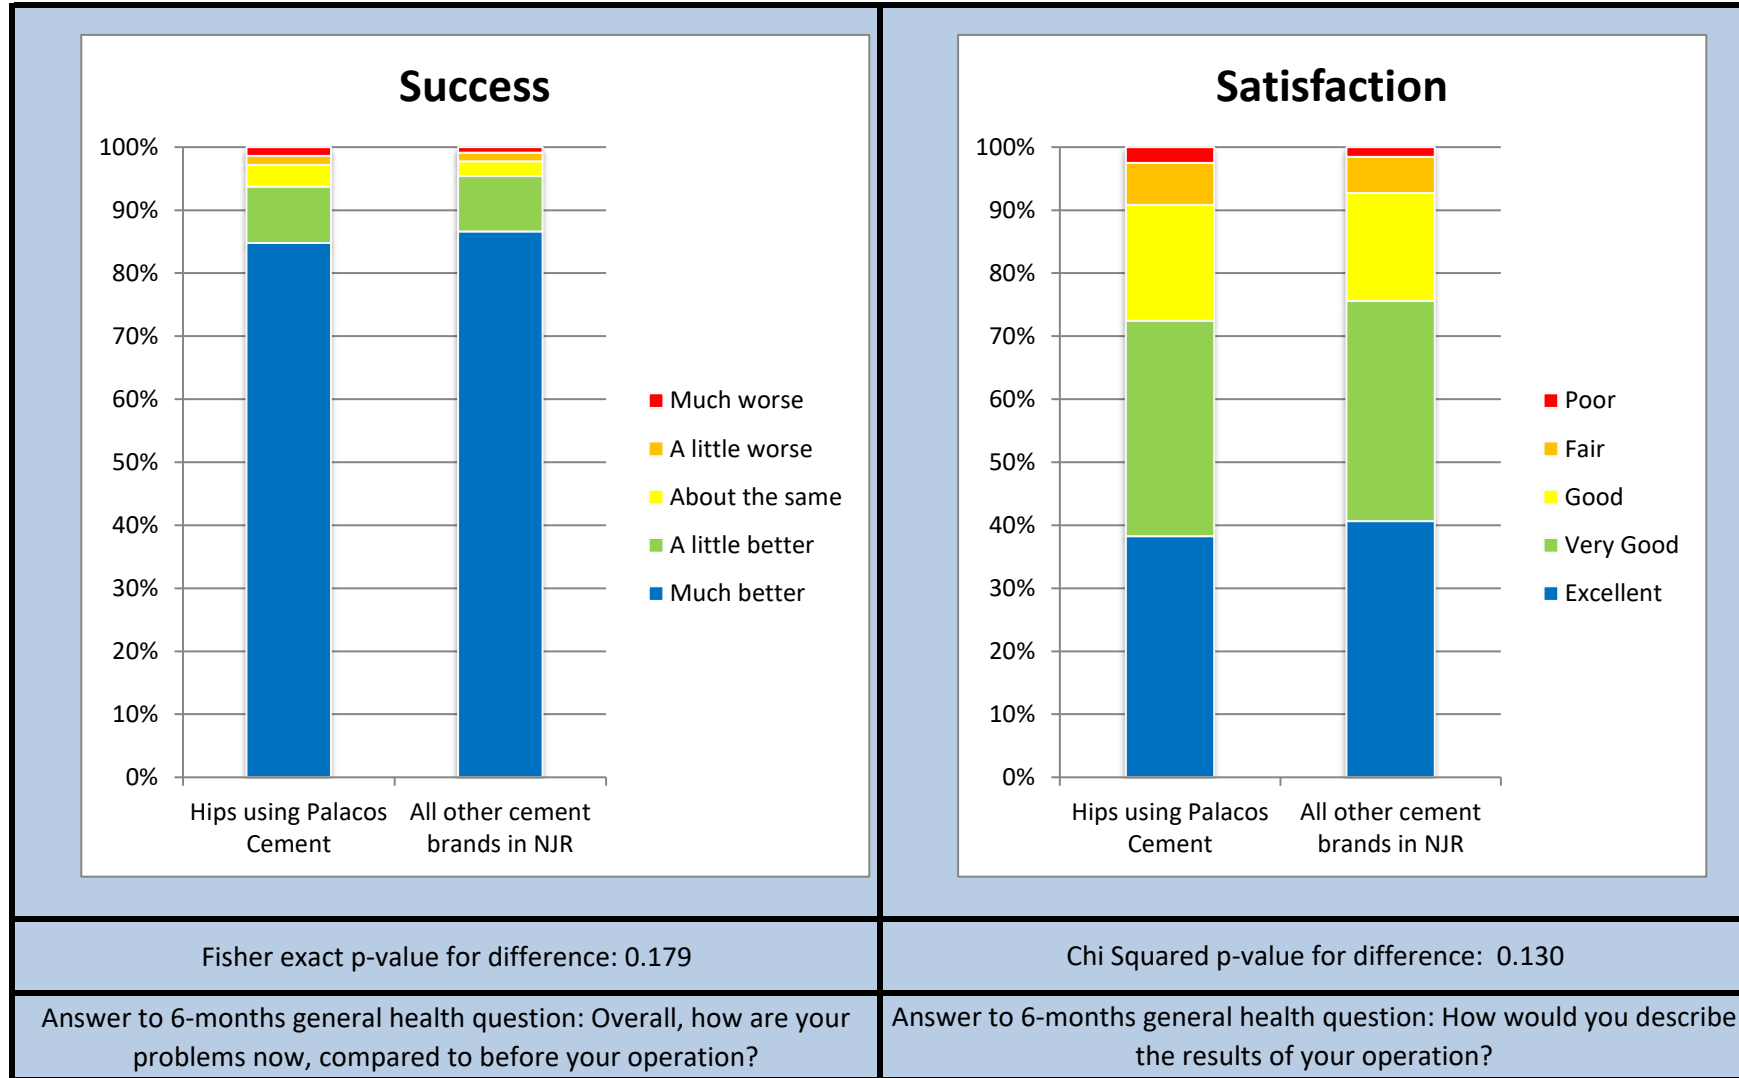 Success
100%
90%
80%
70%
60%
50%
40%
30%
20%
10%
0%
Hips using Palacos
Cement
All other cement
brands in NJR
Much worse
A little worse
About the same
A little better
Much better
Satisfaction
100%
90%
80%
70%
60%
50%
40%
30%
20%
10%
0%
Hips using Palacos
Cement
All other cement
brands in NJR
Poor
Fair
Good
Very Good
Excellent
Fisher exact p-value for difference: 0.179
Chi Squared p-value for difference:  0.130
Answer to 6-months general health question: Overall, how are your
problems now, compared to before your operation?
Answer to 6-months general health question: How would you describe
the results of your operation?